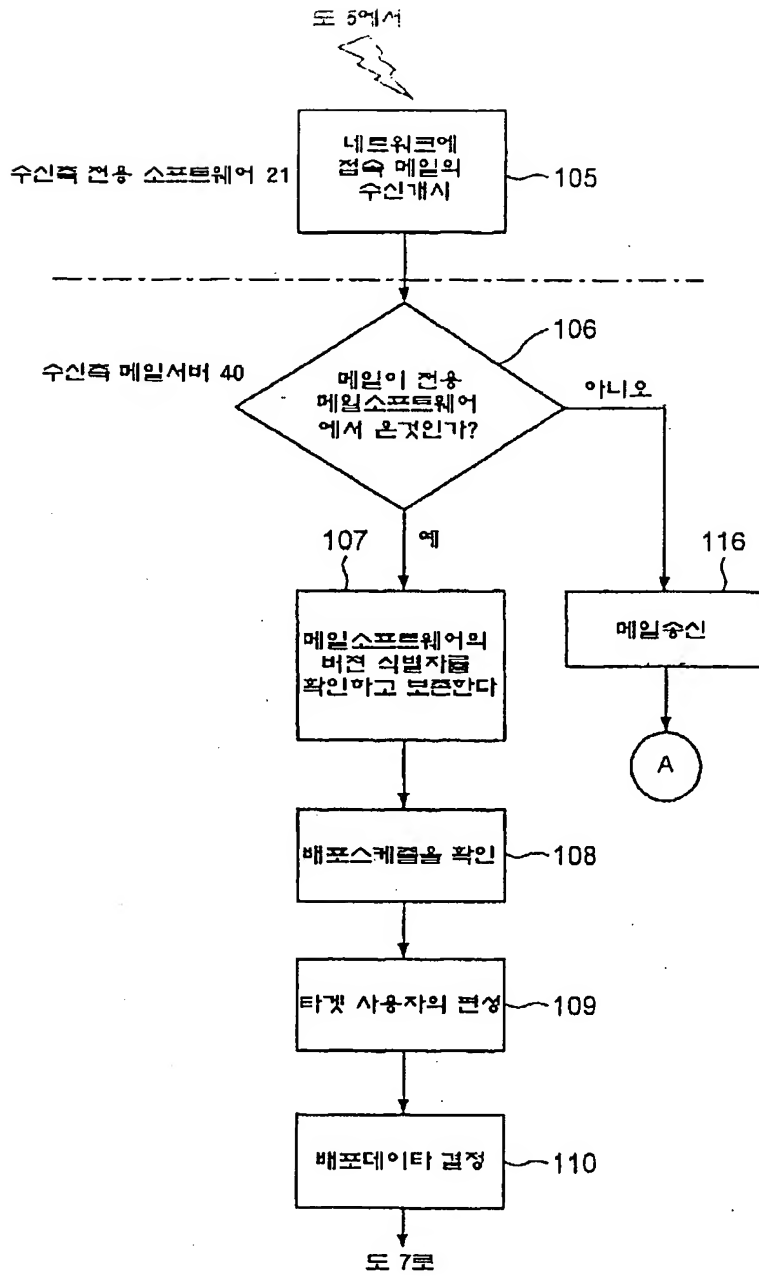 도 5에서
네트워크에
접속 메일의
수신개시
105
수신측 전용 소프트웨어 21
106
수신측 메일서버 40
메일이 전용
메일소프트웨어
에서 온것인가?
아니오
예
107
메일소프트웨어의
버젼 식별자를
확인하고 보존한다
116
메일송신
A
배포스케쥴을 확인
108
타겟 사용자의 편성
109
배포데이타 결정
110
도 7로